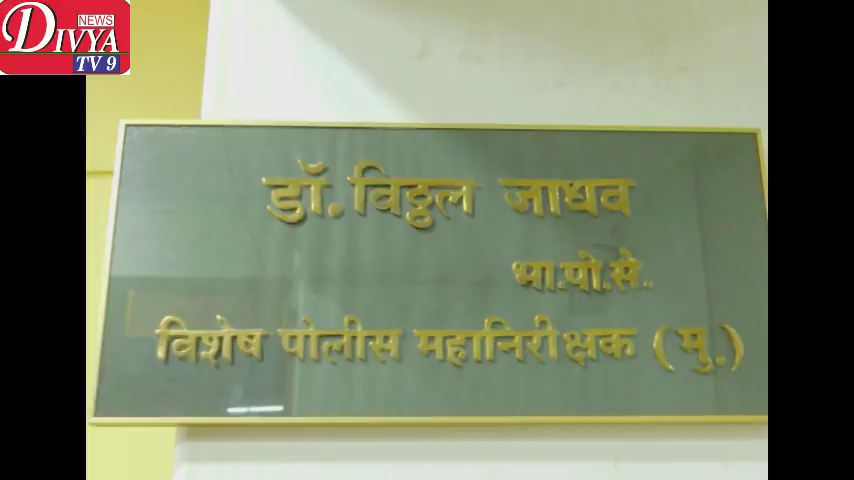 NEWS
DIVYA
TV 9
डॉ. विठ्ठल जाधव
भा.पो.से.
विशेष पोलीस महानिरीक्षक (मु.)